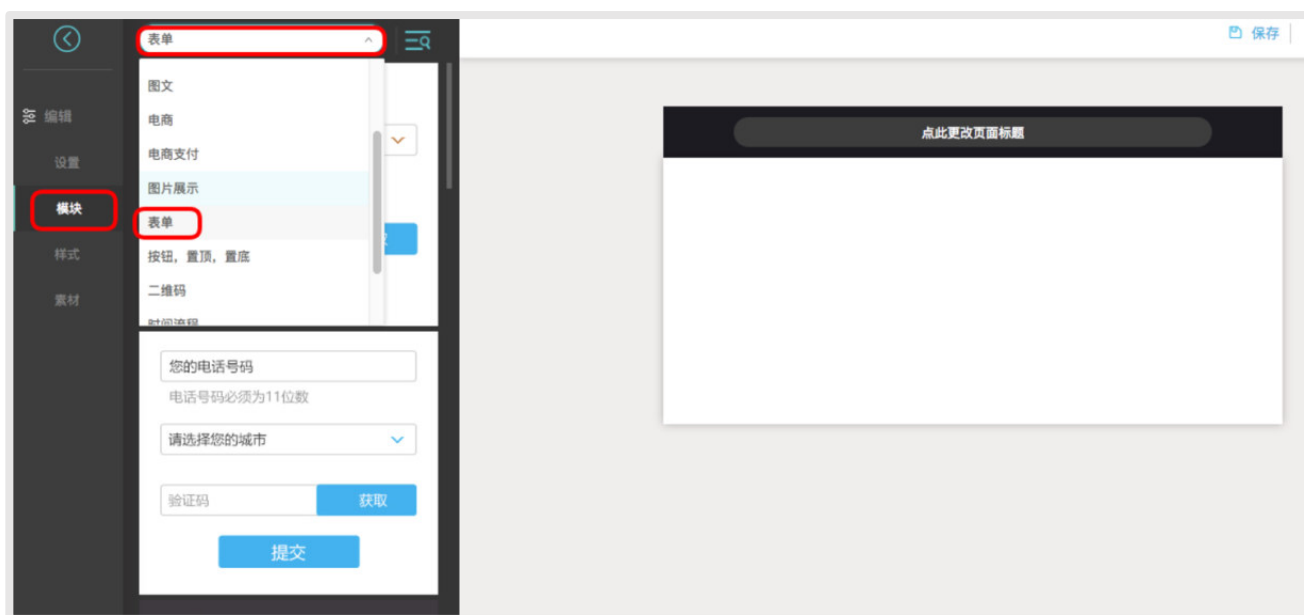 表单
保存
编辑
设置
模块
样式
素材
图文
电商
电商支付
图片展示
表单
按钮，置顶，置底
二维码
时间流程
您的电话号码
电话号码必须为11位数
请选择您的城市
验证码 获取
提交
点此更改页面标题